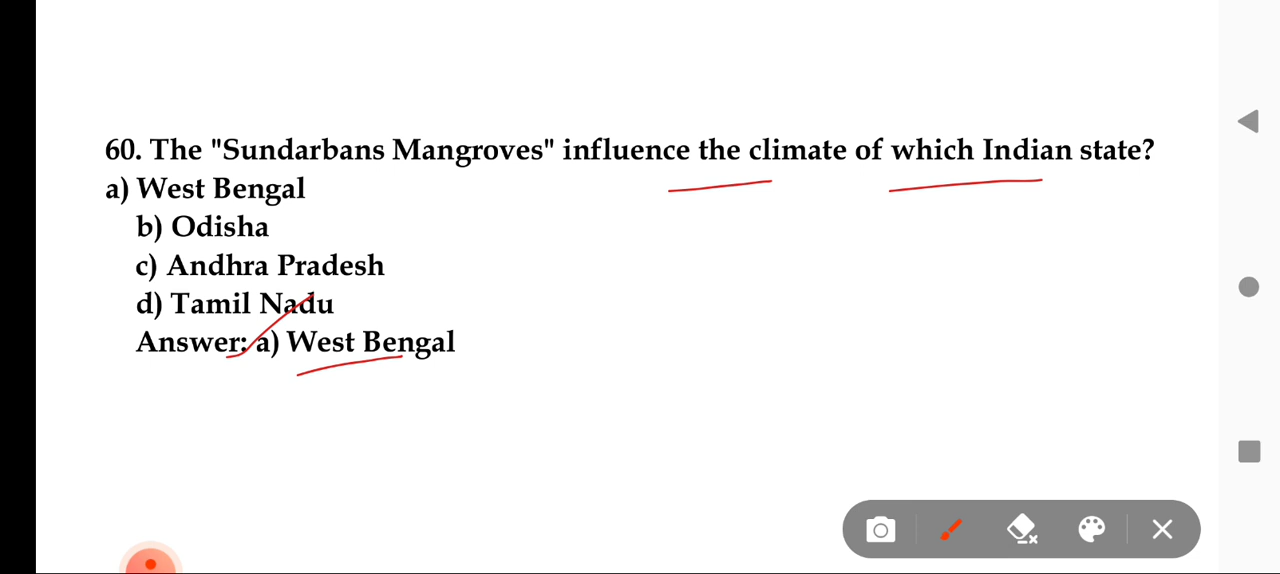 60. The "Sundarbans Mangroves" influence the climate of which Indian state?
a) West Bengal
b) Odisha
c) Andhra Pradesh
d) Tamil Nadu
Answer: a) West Bengal